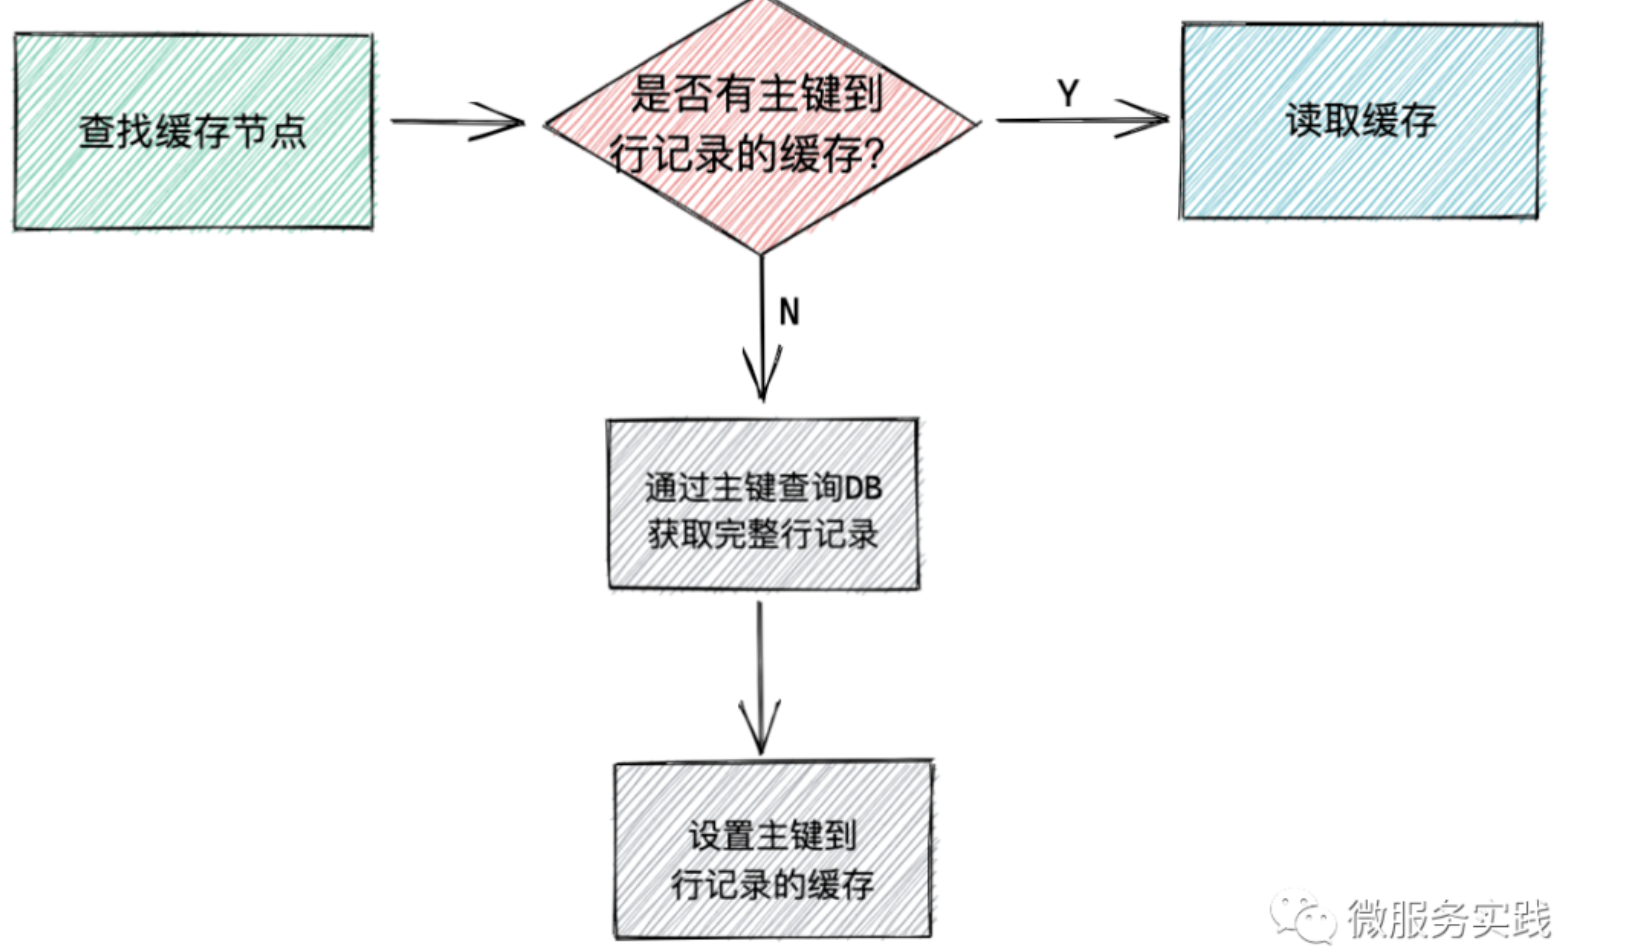 查找缓存节点
是否有主键到
行记录的缓存?
Y
读取缓存
N
通过主键查询DB
获取完整行记录
设置主键到
行记录的缓存
微服务实践